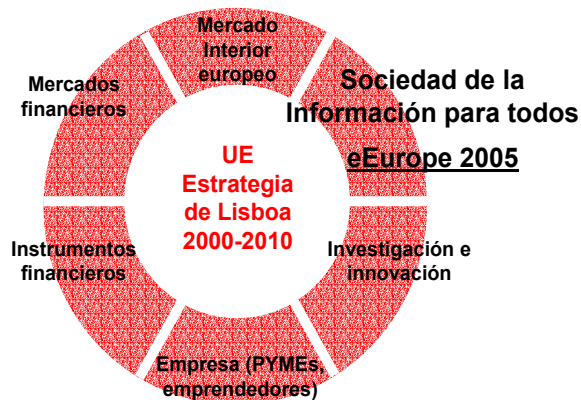 Mercado
Interior
europeo
Sociedad de la
Información para todos
eEurope 2005
Mercados
financieros
UE
Estrategia
de Lisboa
2000-2010
Instrumentos
financieros
Investigación e
innovación
Empresa (PYMEs,
emprendedores)